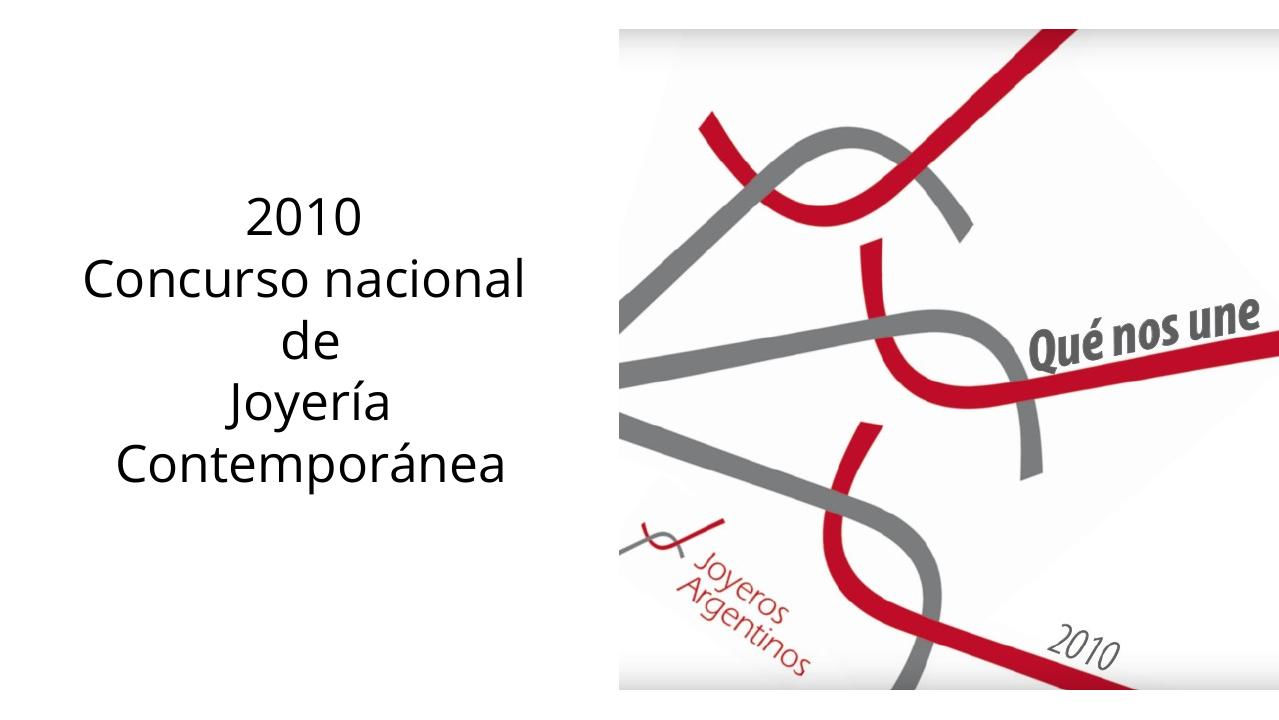 2010
Concurso nacional
de
Joyería
Contemporánea
Qué nos une
Joyeros
Argentinos
2010